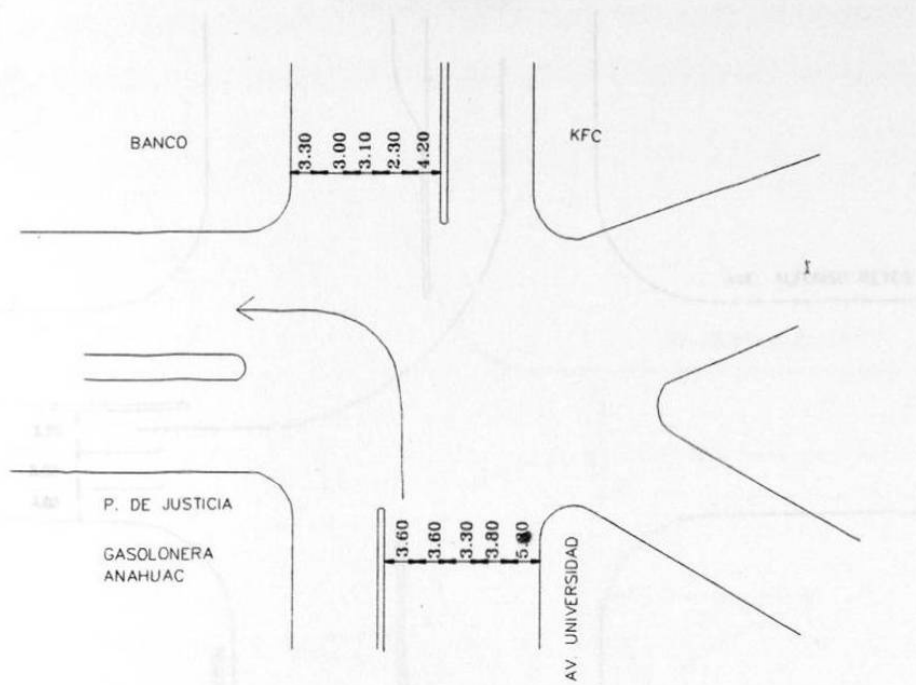 BANCO
KFC
3.30
3.00
3.10
2.30
4.20
P. DE JUSTICIA
GASOLONERA
ANAHUAC
3.60
3.60
3.30
3.80
AV. UNIVERSIDAD